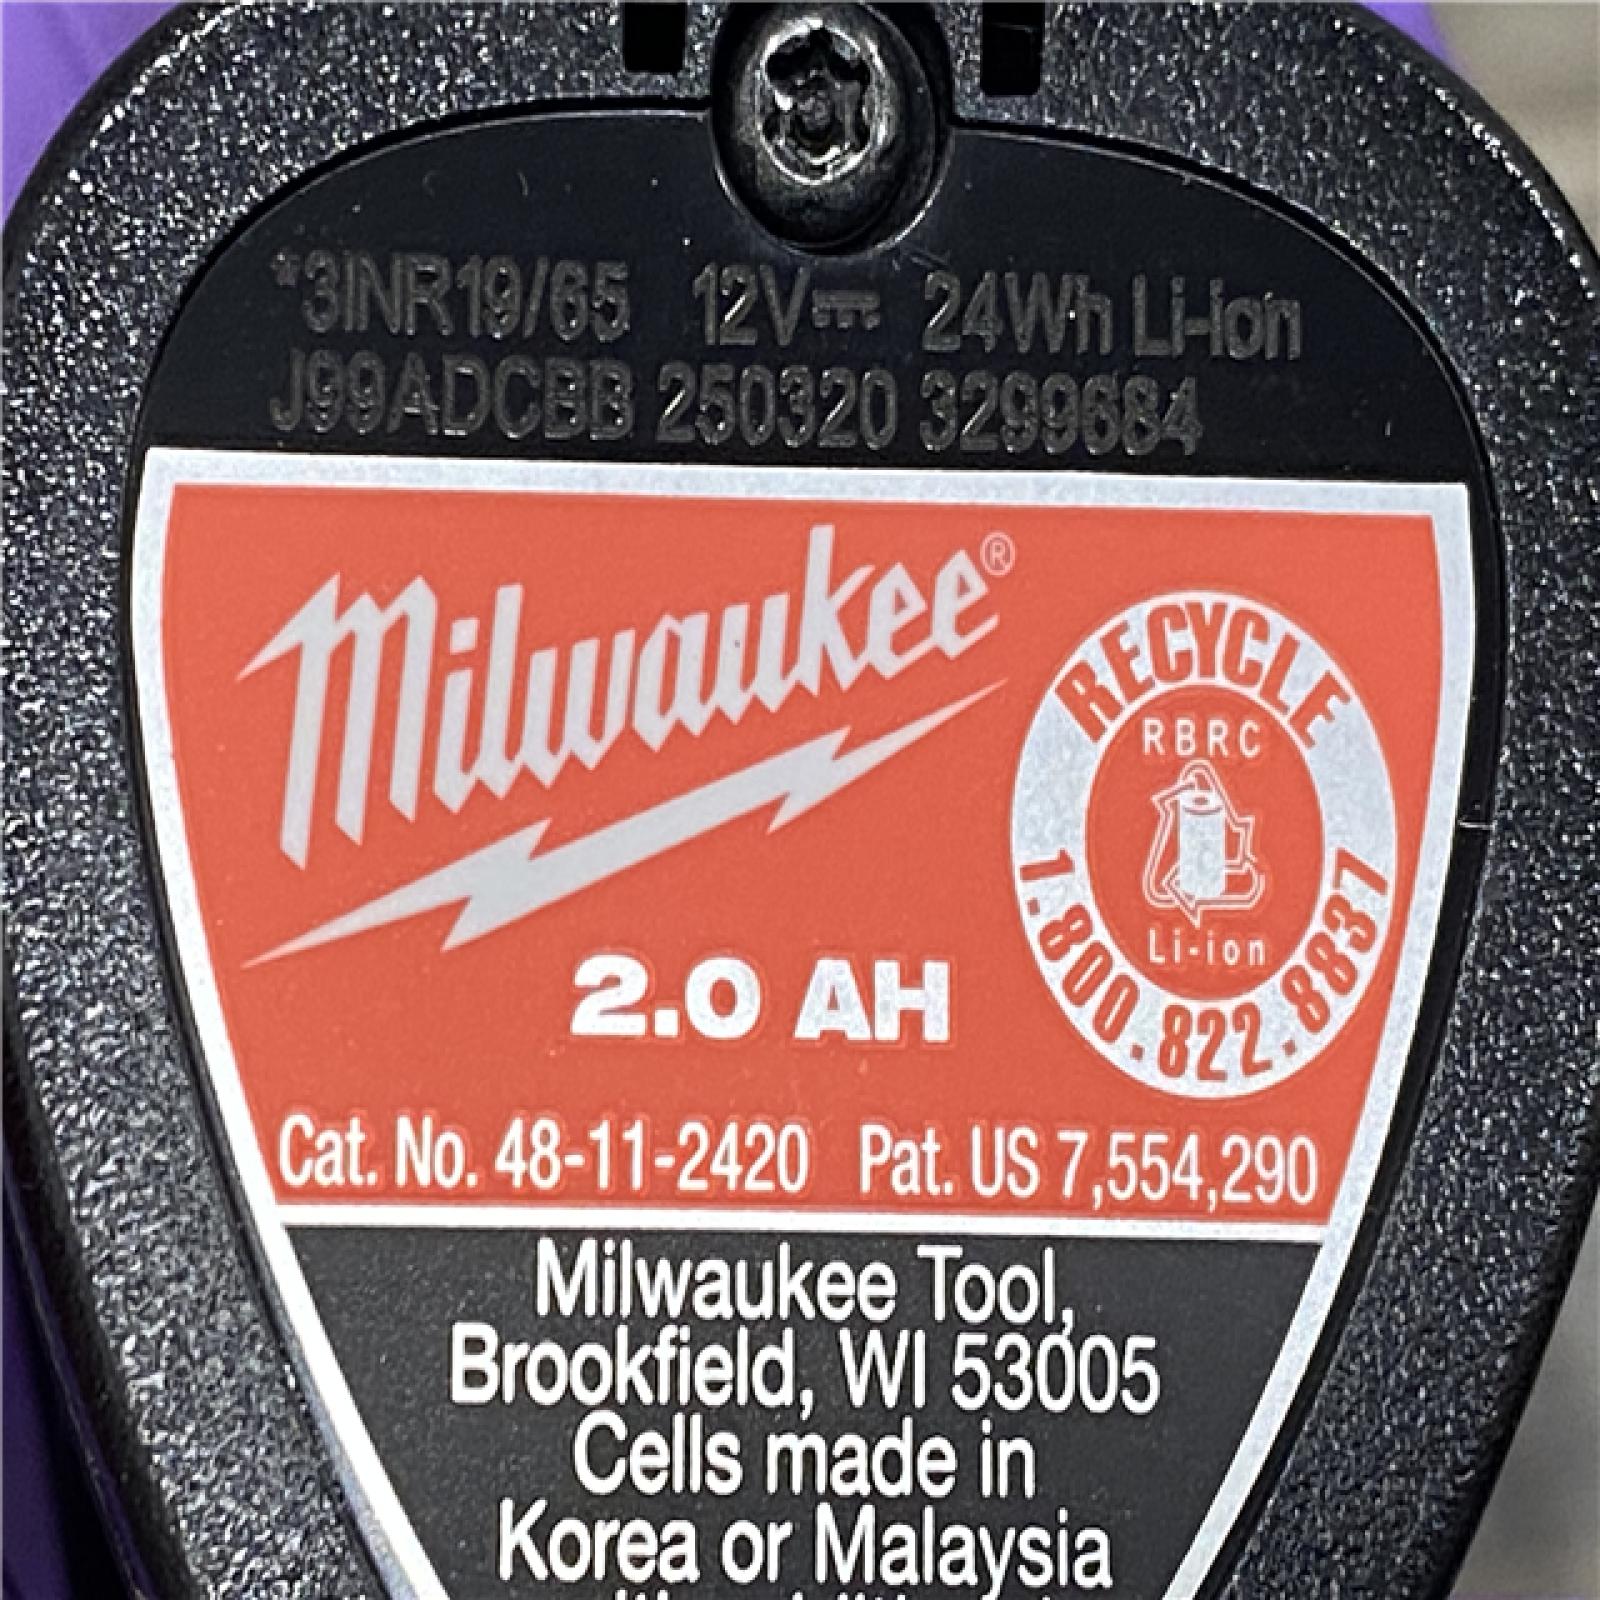 *3INR19/65 12V⎓ 24Wh Li-ion
J99ADCBB 250320 3299684
Milwaukee®
RECYCLE
RBRC
Li-ion
1.800.822.8837
2.0 AH
Cat. No. 48-11-2420 Pat. US 7,554,290
Milwaukee Tool,
Brookfield, WI 53005
Cells made in
Korea or Malaysia